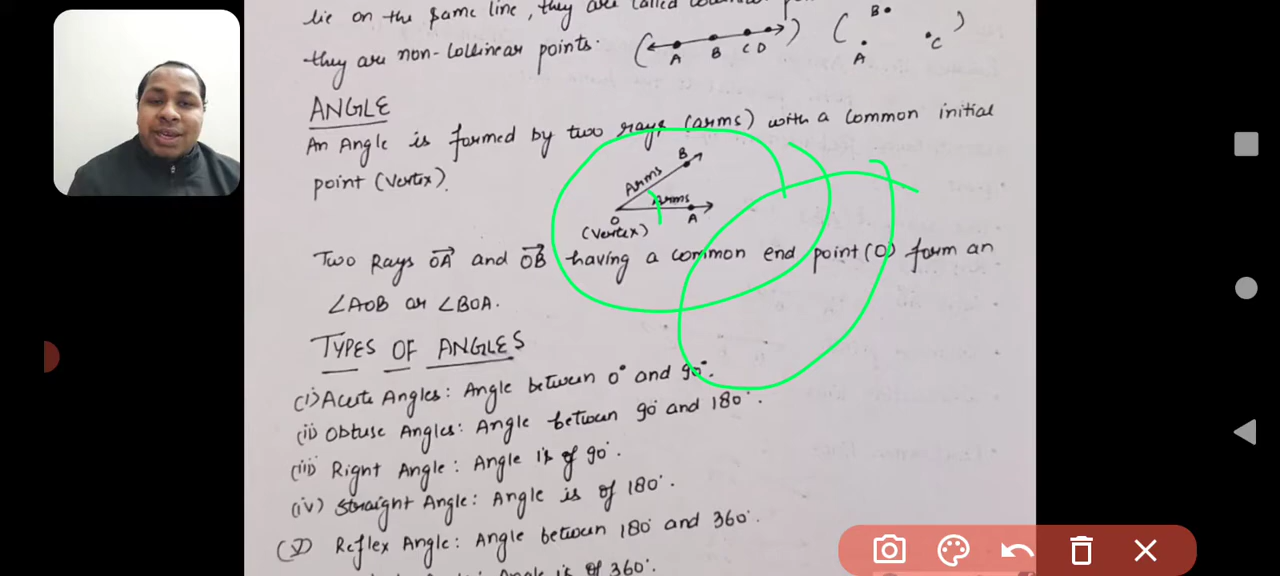 lie on the same line, they are called
they are non-Collinear points.
A B C D
B
A
C
ANGLE
An Angle is formed by two rays (arms) with a common initial
point (Vertex).
B
Arms
Arms
O
A
(Vertex)
Two Rays OA and OB having a common end point (O) form an
∠AOB or ∠BOA.
TYPES OF ANGLES
(i) Acute Angles: Angle between 0° and 90°.
(ii) Obtuse Angles: Angle between 90° and 180°.
(iii) Right Angle: Angle is of 90°.
(iv) Straight Angle: Angle is of 180°.
(V) Reflex Angle: Angle between 180° and 360°.
Angle is of 360°.